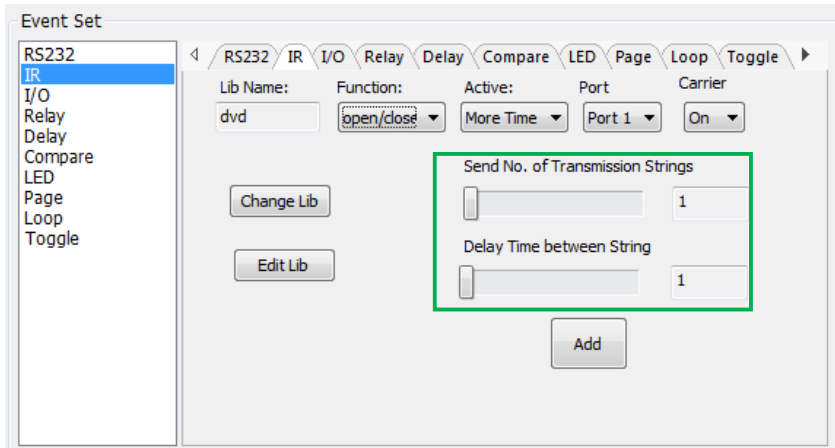 Event Set
RS232
IR
I/O
Relay
Delay
Compare
LED
Page
Loop
Toggle
RS232 IR I/O Relay Delay Compare LED Page Loop Toggle
Lib Name: Function: Active: Port Carrier
dvd open/close More Time Port 1 On
Send No. of Transmission Strings
Change Lib 1
Delay Time between String
Edit Lib 1
Add